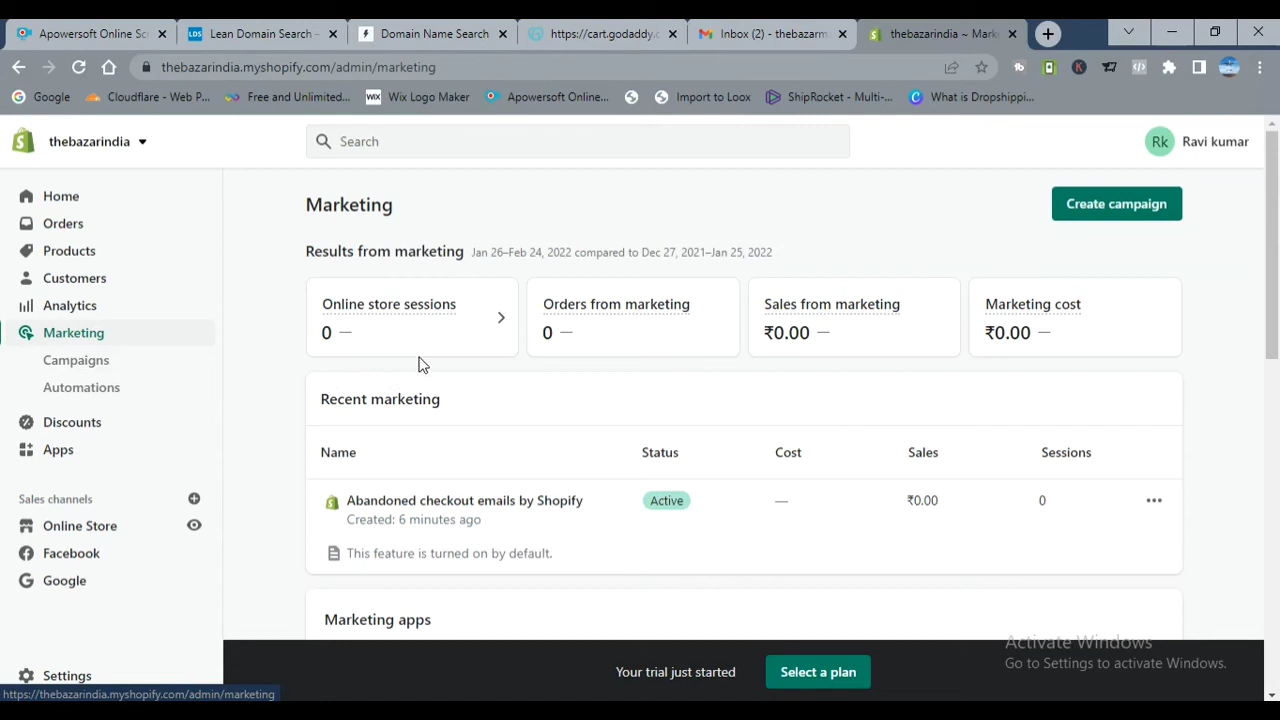 Apowersoft Online Sc
Lean Domain Search -
Domain Name Search
https://cart.godaddy.c
Inbox (2) - thebazarm
thebazarindia ~ Mark
thebazarindia.myshopify.com/admin/marketing
Google
Cloudflare - Web P...
Free and Unlimited...
WIX Wix Logo Maker
Apowersoft Online...
Import to Loox
ShipRocket - Multi-...
What is Dropshippi...
thebazarindia
Search
Rk Ravi kumar
Home
Orders
Products
Customers
Analytics
Marketing
Campaigns
Automations
Discounts
Apps
Sales channels
Online Store
Facebook
Google
Settings
https://thebazarindia.myshopify.com/admin/marketing
Marketing
Create campaign
Results from marketing Jan 26–Feb 24, 2022 compared to Dec 27, 2021–Jan 25, 2022
Online store sessions
0 —
Orders from marketing
0 —
Sales from marketing
₹0.00 —
Marketing cost
₹0.00 —
Recent marketing
Name Status Cost Sales Sessions
Abandoned checkout emails by Shopify Active — ₹0.00 0
Created: 6 minutes ago
This feature is turned on by default.
Marketing apps
Your trial just started Select a plan
Activate Windows
Go to Settings to activate Windows.